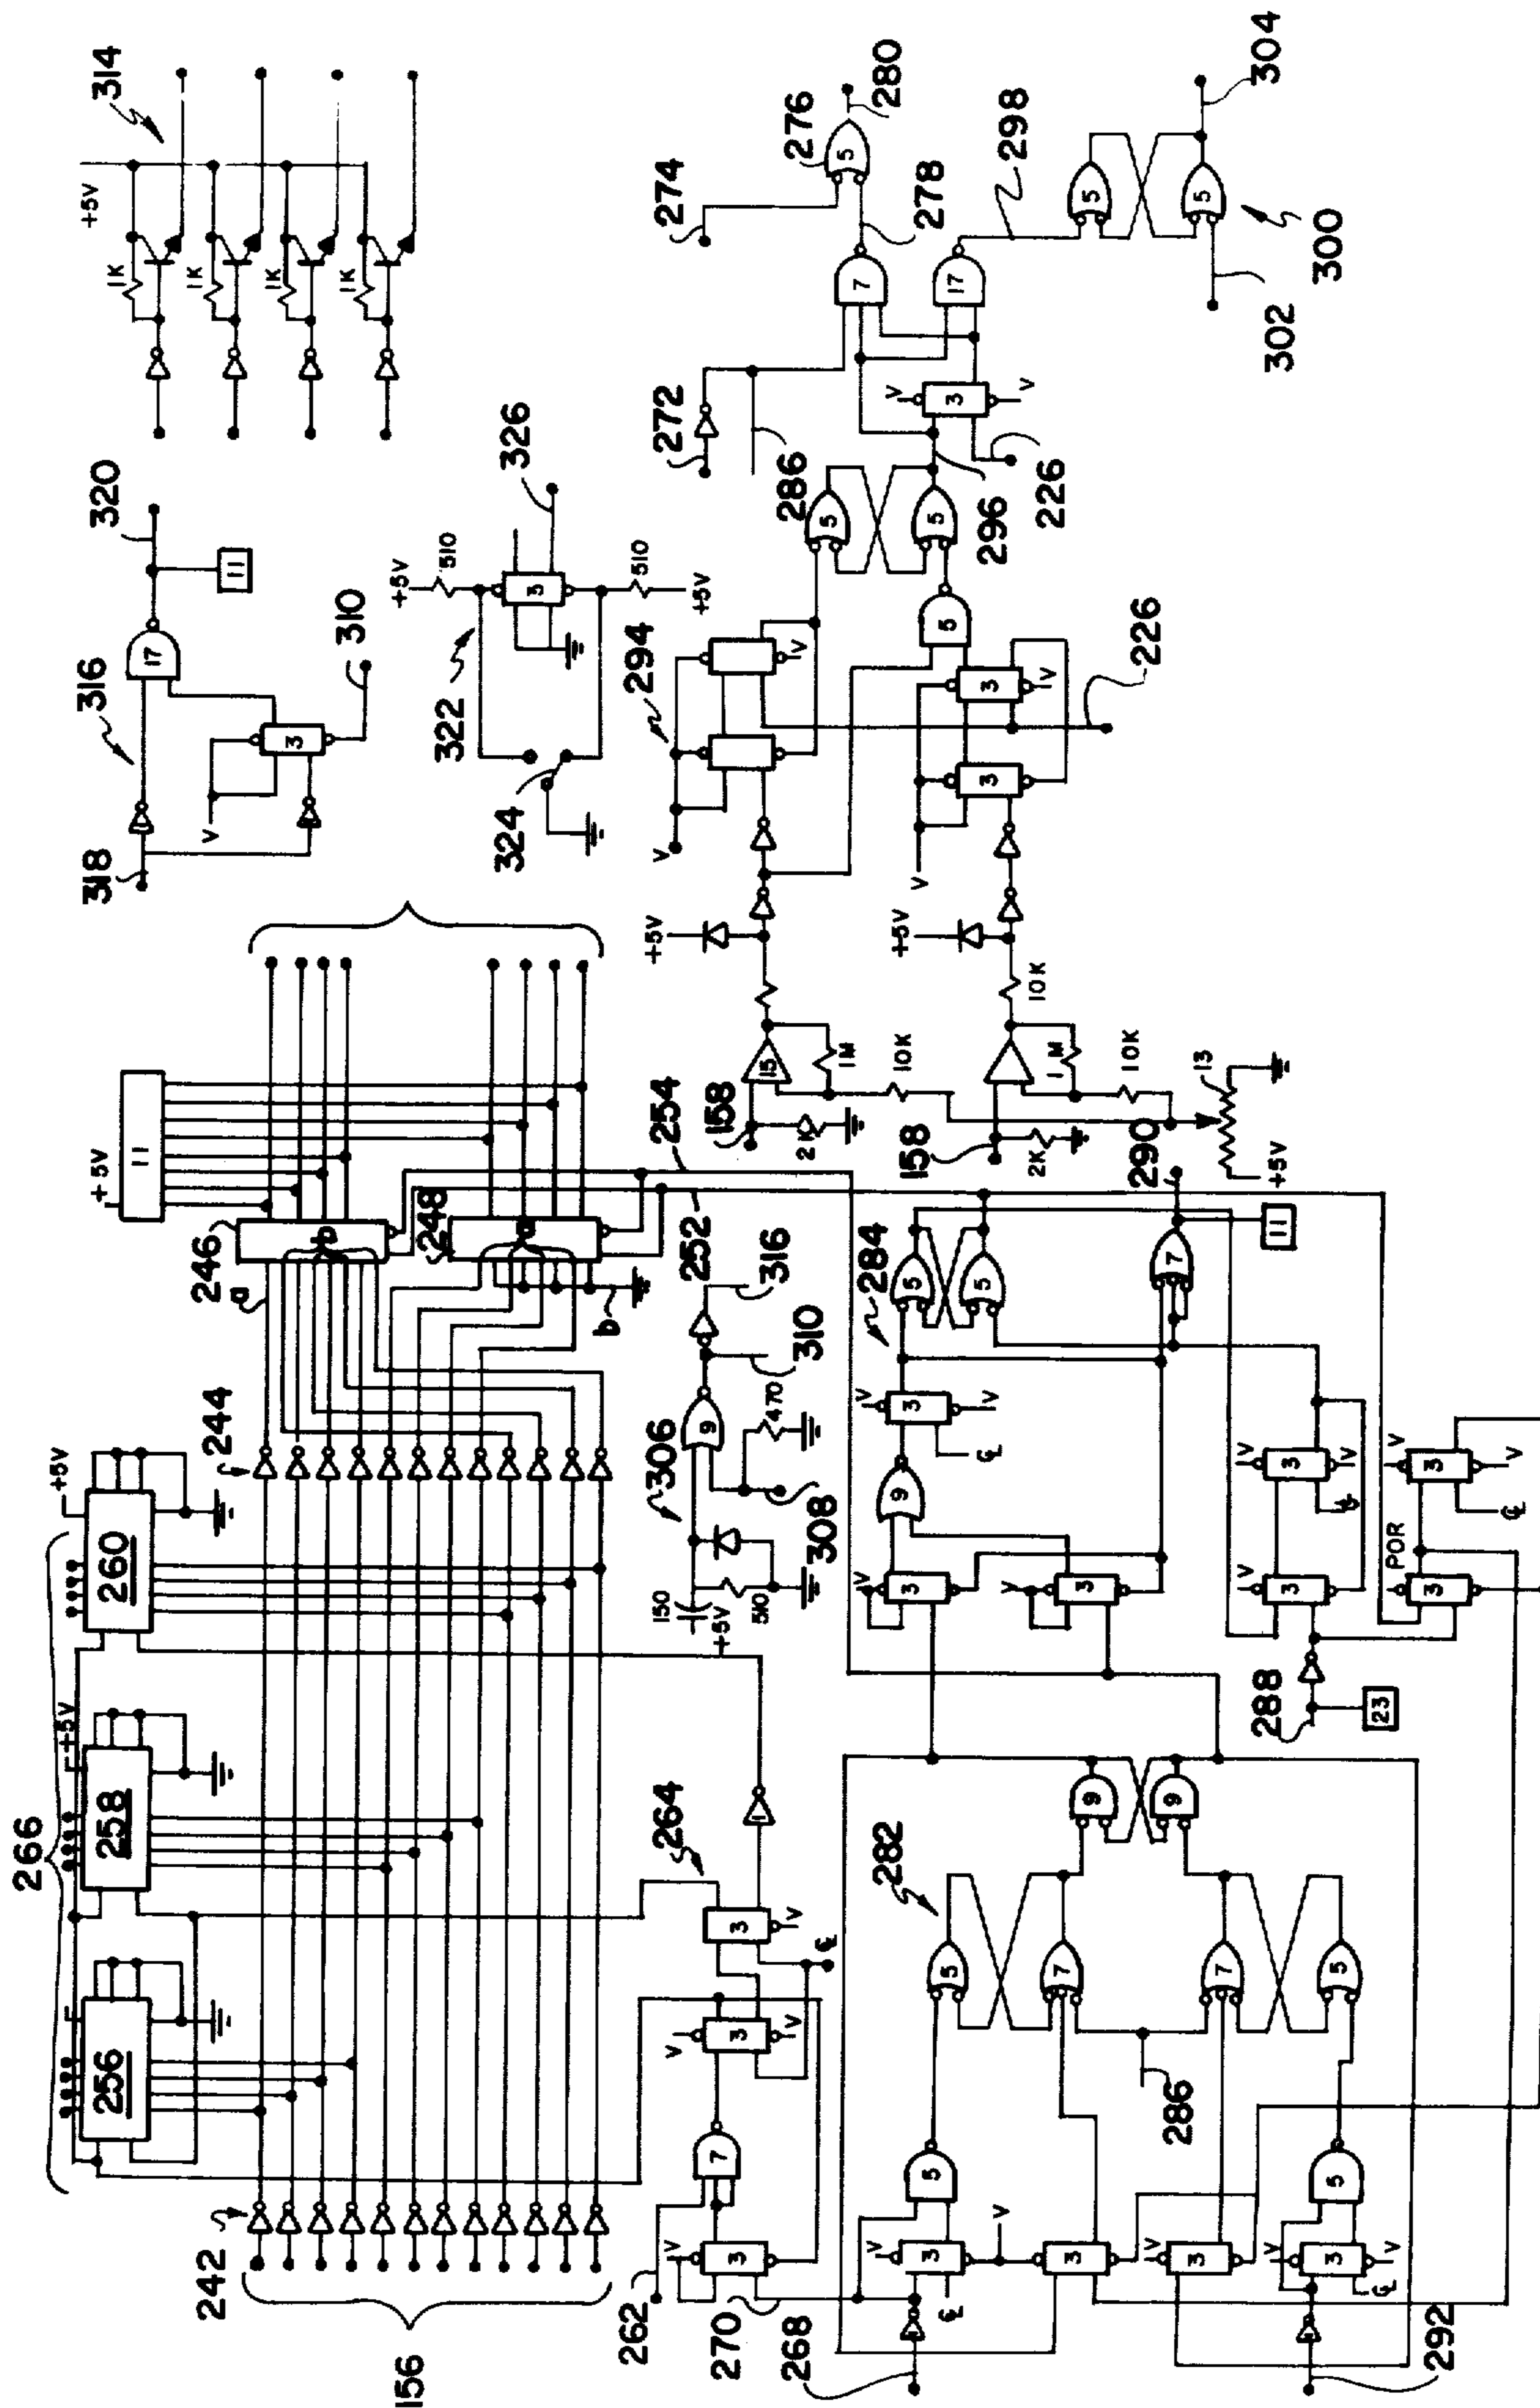 266
+5V
+5V
+5V
314
+5V
1K
1K
1K
1K
256
258
260
11
318
316
17
320
V
3
310
242
244
246
a
b
248
b
156
322
+5V
510
3
510
+5V
326
324
274
276
5
280
272
278
7
17
298
286
V
3
V
296
226
5
5
300
302
304
262
V
3
7
V
3
V
3
V
264
1
270
268
150
+5V
510
306
9
308
470
310
316
252
254
158
2K
15
1M
10K
+5V
V
294
V
5
5
5
158
2K
1M
10K
10K
+5V
V
3
3
V
226
290
13
+5V
282
5
7
7
5
9
9
286
V
3
5
V
3
V
3
V
3
5
V
292
V
3
V
3
9
3
V
V
284
5
5
7
11
288
23
V
3
V
3
V
POR
3
V
3
V